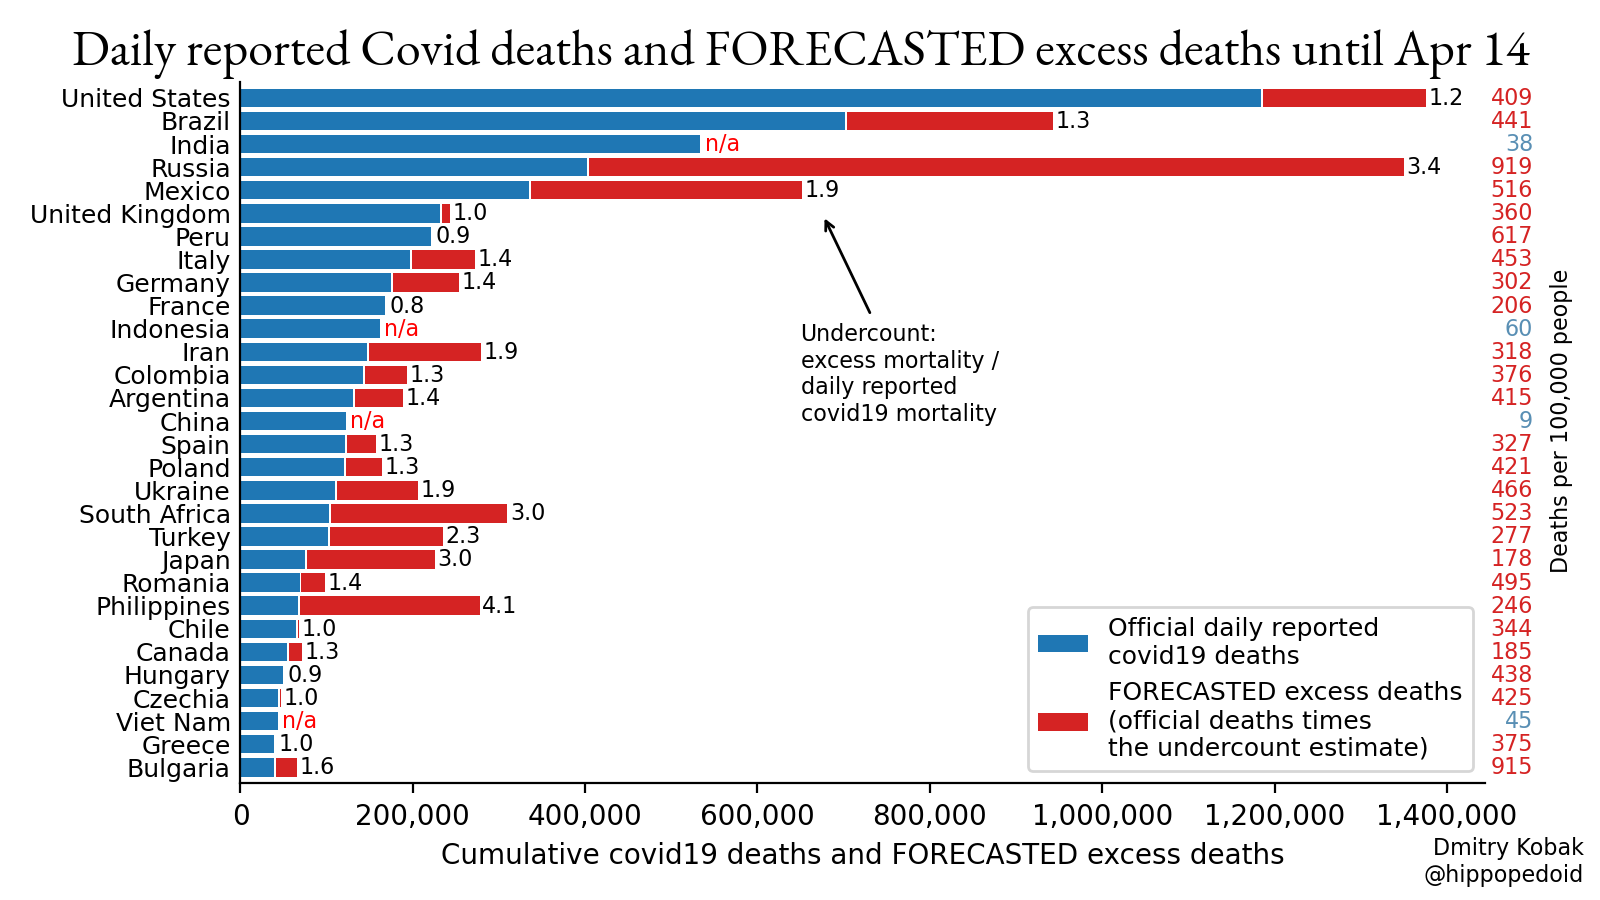 Daily reported Covid deaths and FORECASTED excess deaths until Apr 14
United States 1.2 409
Brazil 1.3 441
India n/a 38
Russia 3.4 919
Mexico 1.9 516
United Kingdom 1.0 360
Peru 0.9 617
Italy 1.4 453
Germany 1.4 302
France 0.8 206
Indonesia n/a 60
Iran 1.9 318
Colombia 1.3 376
Argentina 1.4 415
China n/a 9
Spain 1.3 327
Poland 1.3 421
Ukraine 1.9 466
South Africa 3.0 523
Turkey 2.3 277
Japan 3.0 178
Romania 1.4 495
Philippines 4.1 246
Chile 1.0 344
Canada 1.3 185
Hungary 0.9 438
Czechia 1.0 425
Viet Nam n/a 45
Greece 1.0 375
Bulgaria 1.6 915
Undercount:
excess mortality /
daily reported
covid19 mortality
Deaths per 100,000 people
Official daily reported
covid19 deaths
FORECASTED excess deaths
(official deaths times
the undercount estimate)
0 200,000 400,000 600,000 800,000 1,000,000 1,200,000 1,400,000
Cumulative covid19 deaths and FORECASTED excess deaths
Dmitry Kobak
@hippopedoid